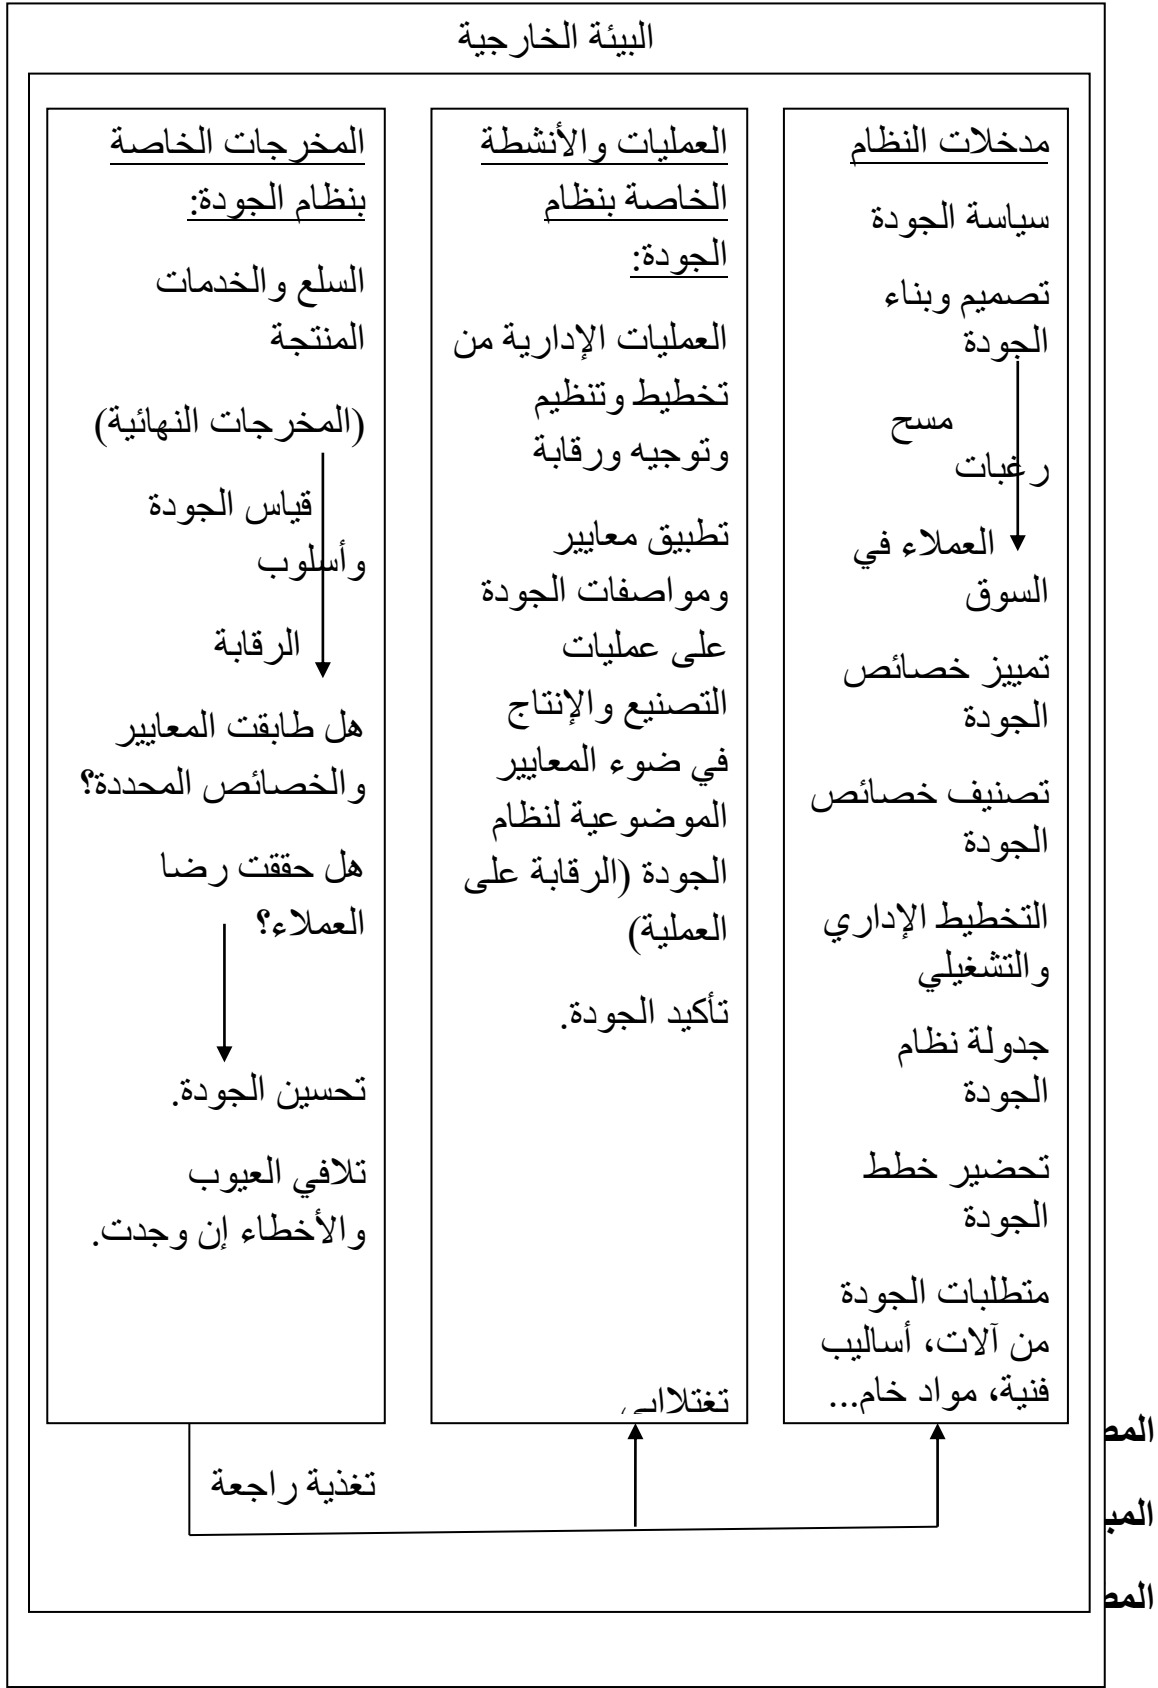 البيئة الخارجية
مدخلات النظام
سياسة الجودة
تصميم وبناء
الجودة
مسح
رغبات
العملاء في
السوق
تمييز خصائص
الجودة
تصنيف خصائص
الجودة
التخطيط الإداري
والتشغيلي
جدولة نظام
الجودة
تحضير خطط
الجودة
متطلبات الجودة
من آلات، أساليب
فنية، مواد خام...
العمليات والأنشطة
الخاصة بنظام
الجودة:
العمليات الإدارية من
تخطيط وتنظيم
وتوجيه ورقابة
تطبيق معايير
ومواصفات الجودة
على عمليات
التصنيع والإنتاج
في ضوء المعايير
الموضوعية لنظام
الجودة (الرقابة على
العملية)
تأكيد الجودة.
المخرجات الخاصة
بنظام الجودة:
السلع والخدمات
المنتجة
(المخرجات النهائية)
قياس الجودة
وأسلوب
الرقابة
هل طابقت المعايير
والخصائص المحددة؟
هل حققت رضا
العملاء؟
تحسين الجودة.
تلافي العيوب
والأخطاء إن وجدت.
تغذية راجعة